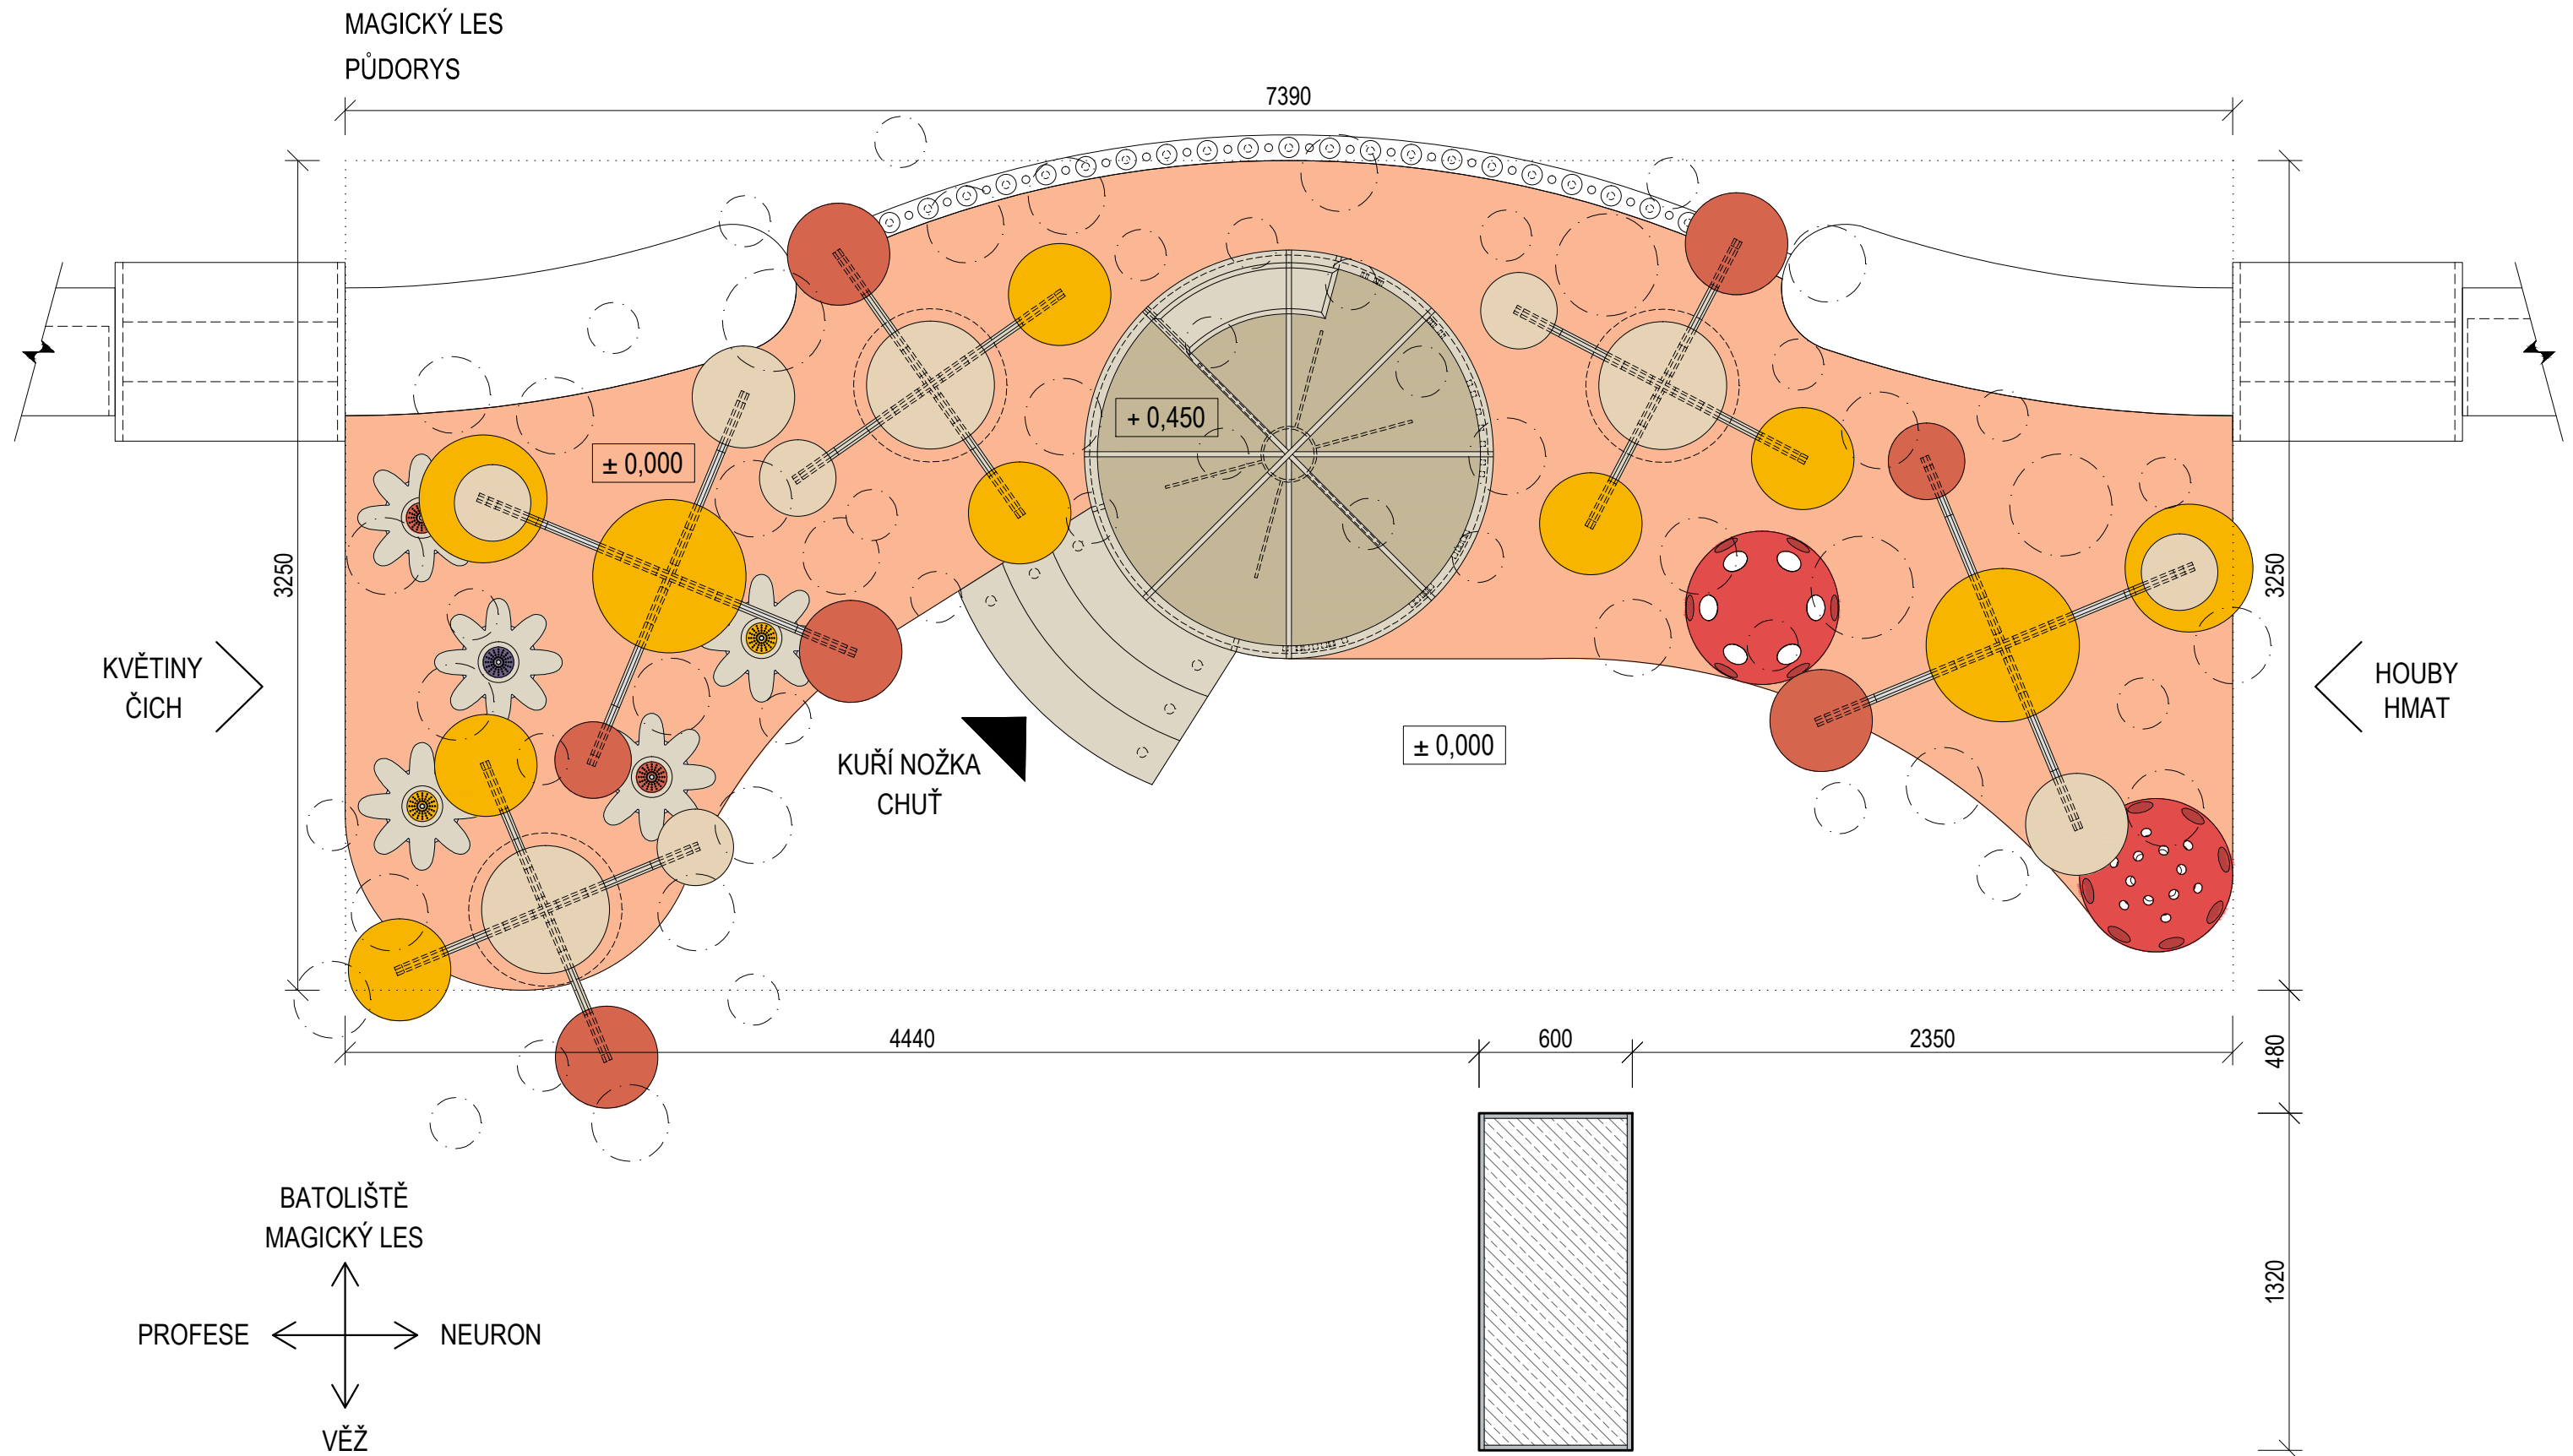 MAGICKÝ LES
PŮDORYS
7390
+ 0,450
± 0,000
3250
3250
KVĚTINY
ČICH
HOUBY
HMAT
KUŘÍ NOŽKA
CHUŤ
± 0,000
4440
600
2350
480
BATOLIŠTĚ
MAGICKÝ LES
1320
PROFESE
NEURON
VĚŽ